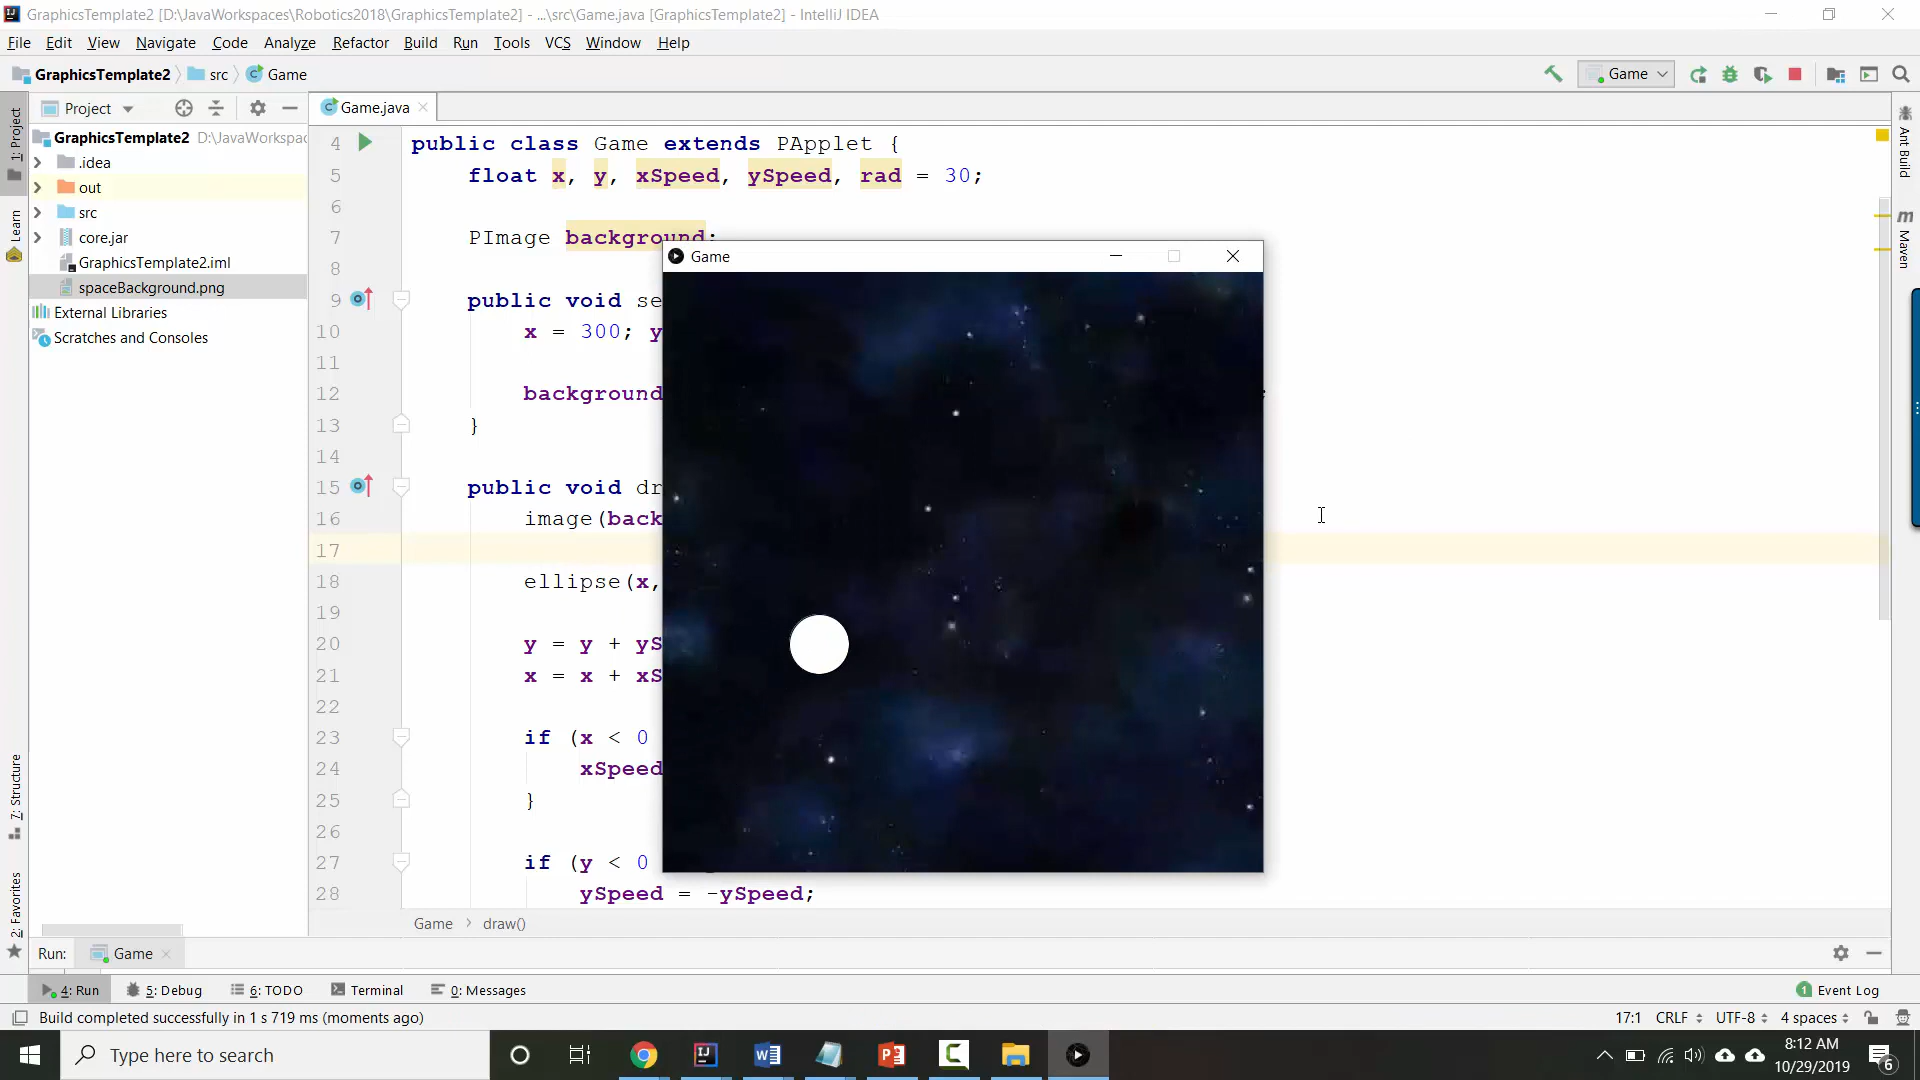 GraphicsTemplate2 [D:\JavaWorkspaces\Robotics2018\GraphicsTemplate2] - ...\src\Game.java [GraphicsTemplate2] - IntelliJ IDEA
File Edit View Navigate Code Analyze Refactor Build Run Tools VCS Window Help
GraphicsTemplate2 src Game
Game
1: Project
Learn
7: Structure
2: Favorites
Project
GraphicsTemplate2 D:\JavaWorkspac
.idea
out
src
core.jar
GraphicsTemplate2.iml
spaceBackground.png
External Libraries
Scratches and Consoles
Game.java
4 public class Game extends PApplet {
5 float x, y, xSpeed, ySpeed, rad = 30;
6
7 PImage background;
8
9 public void se
10 x = 300; y
11
12 background ;
13 }
14
15 public void dr
16 image(back
17
18 ellipse(x,
19
20 y = y + yS
21 x = x + xS
22
23 if (x < 0
24 xSpeed
25 }
26
27 if (y < 0
28 ySpeed = -ySpeed;
Game
Game > draw()
Ant Build
Maven
Run: Game
4: Run 5: Debug 6: TODO Terminal 0: Messages
1 Event Log
Build completed successfully in 1 s 719 ms (moments ago)
17:1 CRLF UTF-8 4 spaces
Type here to search
8:12 AM
10/29/2019
6